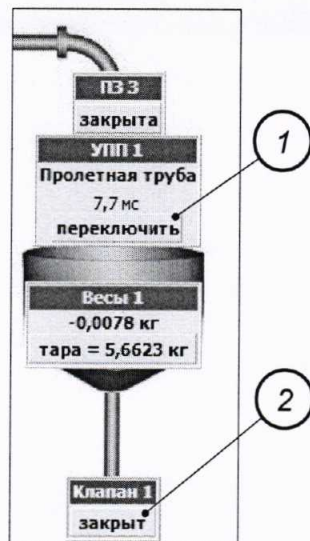 ПЗ 3
закрыта
УПП 1
Пролетная труба
7,7 мс
переключить
Весы 1
-0,0078 кг
тара = 5,6623 кг
Клапан 1
закрыт
1
2